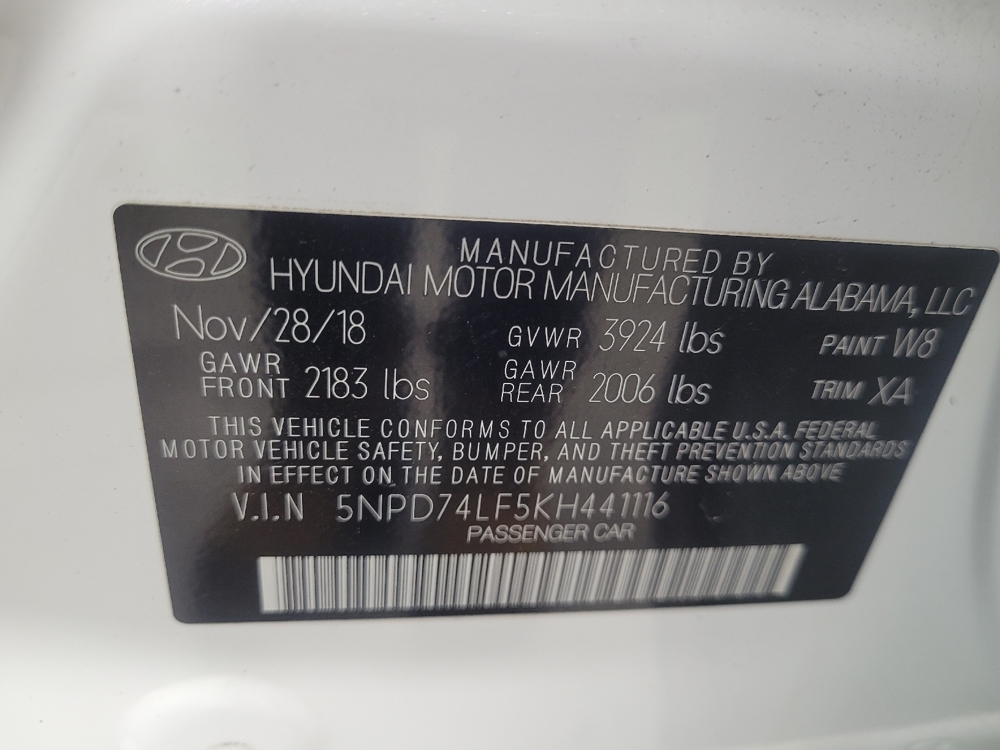 MANUFACTURED BY
HYUNDAI MOTOR MANUFACTURING ALABAMA, LLC
Nov/28/18 GVWR 3924 lbs PAINT W8
GAWR FRONT 2183 lbs GAWR REAR 2006 lbs TRIM XA
THIS VEHICLE CONFORMS TO ALL APPLICABLE U.S.A. FEDERAL
MOTOR VEHICLE SAFETY, BUMPER, AND THEFT PREVENTION STANDARDS
IN EFFECT ON THE DATE OF MANUFACTURE SHOWN ABOVE
V.I.N 5NPD74LF5KH441116
PASSENGER CAR